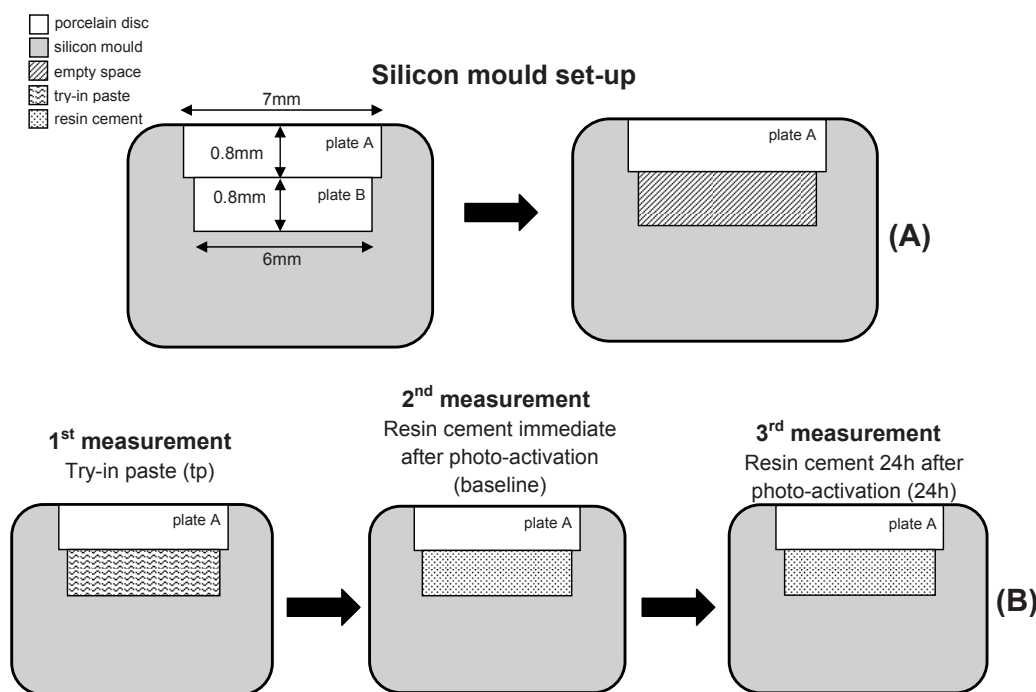 porcelain disc
silicon mould
empty space
try-in paste
resin cement
Silicon mould set-up
7mm
0.8mm
plate A
0.8mm
plate B
6mm
plate A
(A)
1st measurement
Try-in paste (tp)
2nd measurement
Resin cement immediate
after photo-activation
(baseline)
3rd measurement
Resin cement 24h after
photo-activation (24h)
plate A
plate A
plate A
(B)